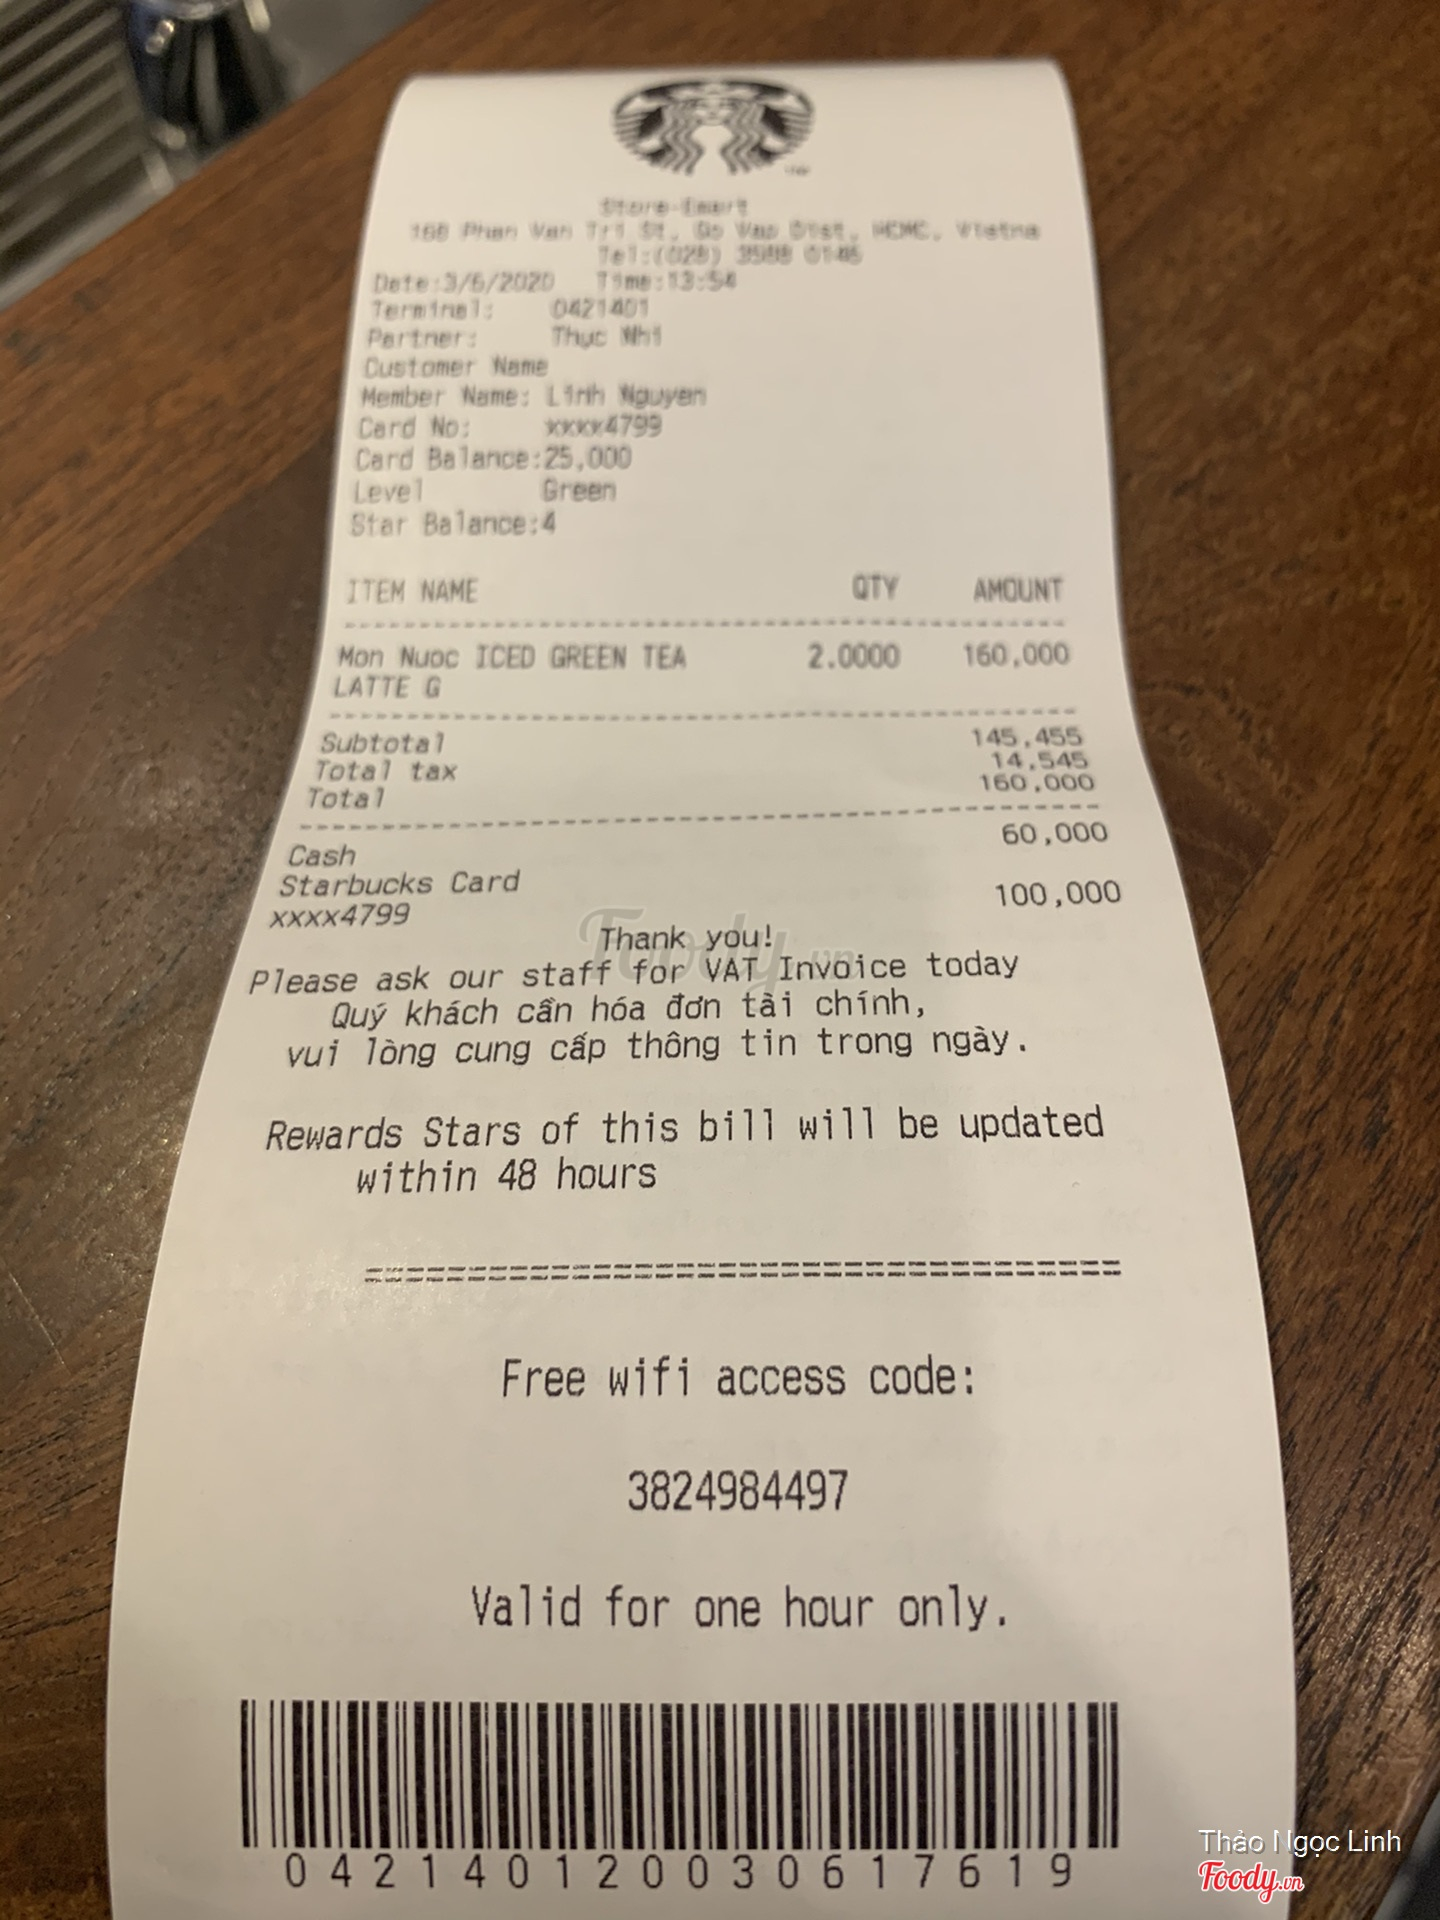 Store-Emart
168 Phan Van Tri St, Go Vap Dist, HCMC, Vietna
Tel:(028) 3588 0146
Date:3/6/2020 Time:13:54
Terminal: 0421401
Partner: Thục Nhi
Customer Name
Member Name: Linh Nguyen
Card No: xxxx4799
Card Balance:25,000
Level Green
Star Balance:4
ITEM NAME QTY AMOUNT
Mon Nuoc ICED GREEN TEA 2.0000 160,000
LATTE G
Subtotal 145,455
Total tax 14,545
Total 160,000
Cash 60,000
Starbucks Card 100,000
xxxx4799
Thank you!
Please ask our staff for VAT Invoice today
Quý khách cần hóa đơn tài chính,
vui lòng cung cấp thông tin trong ngày.
Rewards Stars of this bill will be updated
within 48 hours
Free wifi access code:
3824984497
Valid for one hour only.
04214012003061​7619
Foody.vn
Thảo Ngọc Linh
Foody.vn